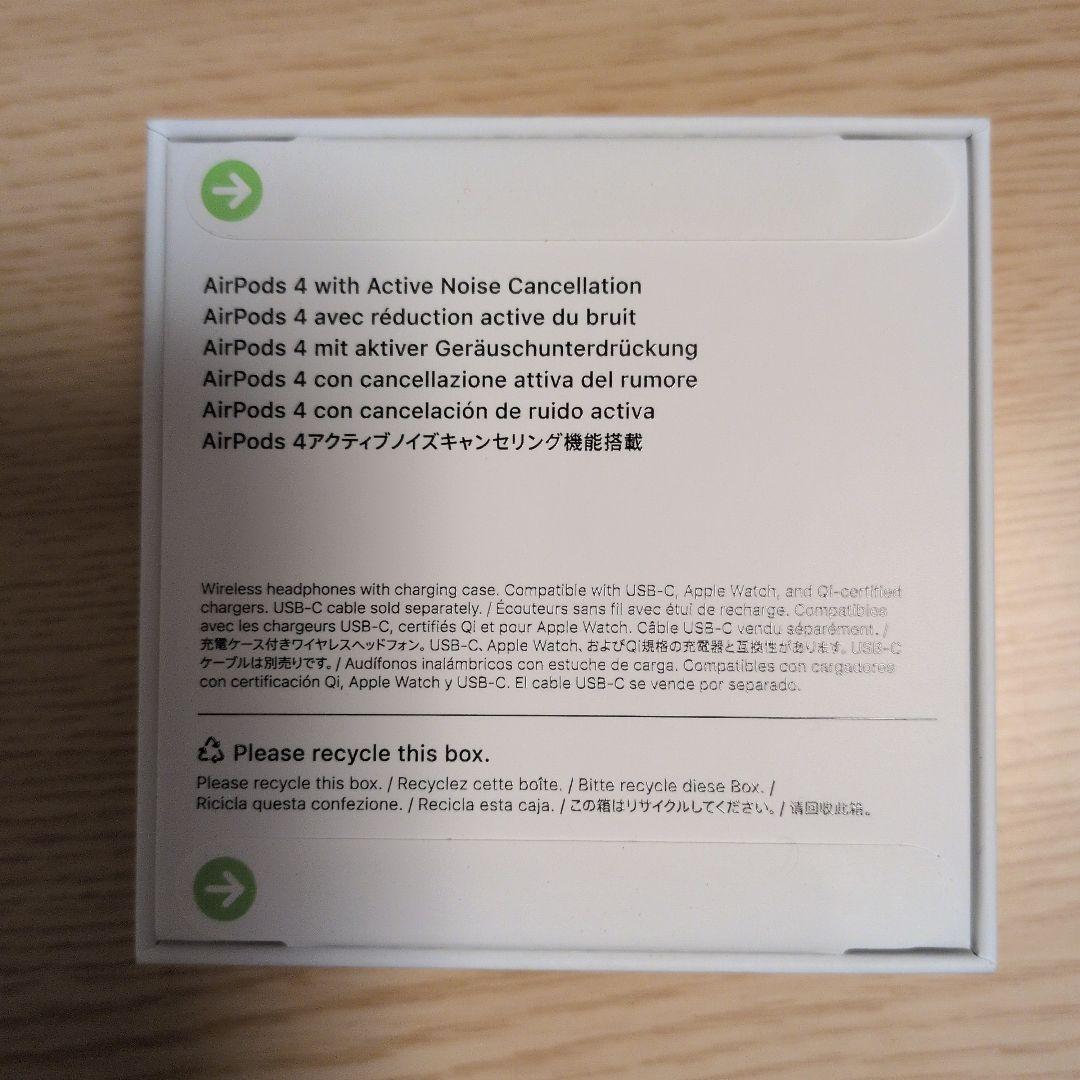 AirPods 4 with Active Noise Cancellation
AirPods 4 avec réduction active du bruit
AirPods 4 mit aktiver Geräuschunterdrückung
AirPods 4 con cancellazione attiva del rumore
AirPods 4 con cancelación de ruido activa
AirPods 4アクティブノイズキャンセリング機能搭載
Wireless headphones with charging case. Compatible with USB-C, Apple Watch, and Qi-certified
chargers. USB-C cable sold separately. / Écouteurs sans fil avec étui de recharge. Compatibles
avec les chargeurs USB-C, certifiés Qi et pour Apple Watch. Câble USB-C vendu séparément. /
充電ケース付きワイヤレスヘッドフォン。USB-C、Apple Watch、およびQi規格の充電器と互換性があります。USB-C
ケーブルは別売りです。/ Audífonos inalámbricos con estuche de carga. Compatibles con cargadores
con certificación Qi, Apple Watch y USB-C. El cable USB-C se vende por separado.
Please recycle this box.
Please recycle this box. / Recyclez cette boîte. / Bitte recycle diese Box. /
Ricicla questa confezione. / Recicla esta caja. / この箱はリサイクルしてください。/ 请回收此箱。